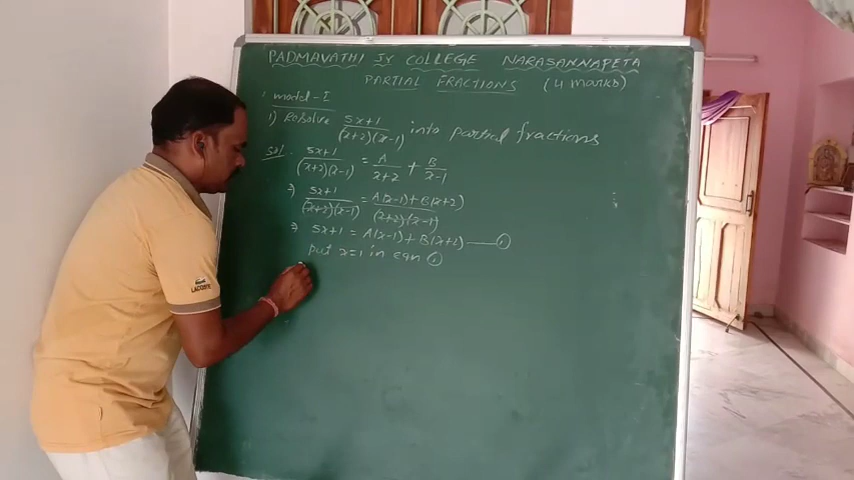 PADMAVATHI Jr COLLEGE NARASANNAPETA
PARTIAL FRACTIONS (4 marks)
model-I
1) Resolve 5x+1/(x+2)(x-1) into partial fractions
Sol. 5x+1/(x+2)(x-1) = A/x+2 + B/x-1
⇒ 5x+1/(x+2)(x-1) = A(x-1)+B(x+2)/(x+2)(x-1)
⇒ 5x+1 = A(x-1)+B(x+2) —— ①
Put x=1 in eqn ①
LACOSTE